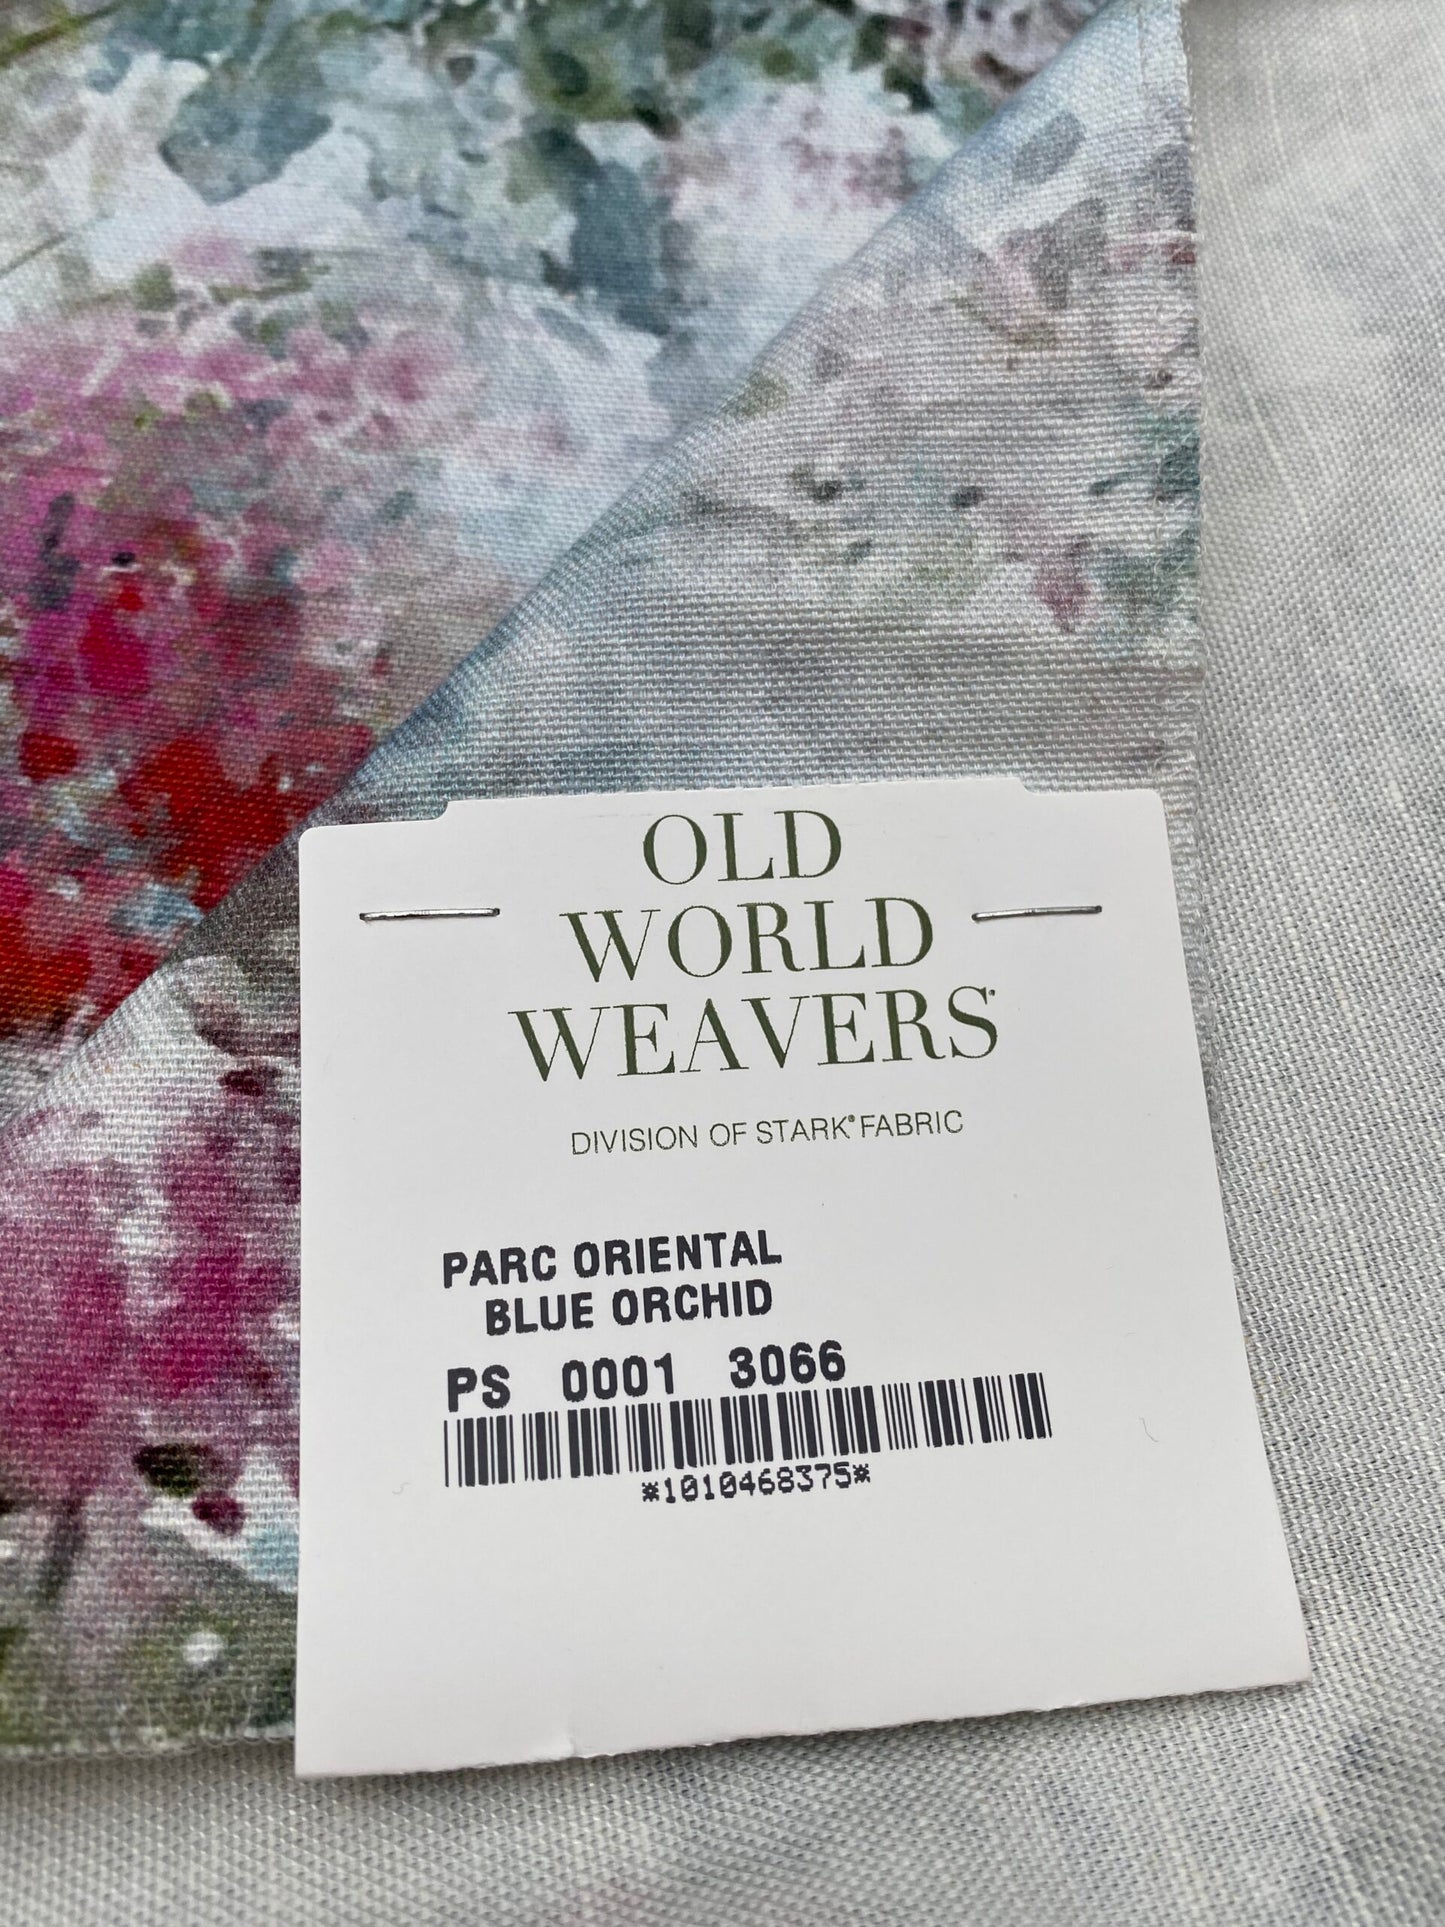 OLD
WORLD
WEAVERS®
DIVISION OF STARK® FABRIC
PARC ORIENTAL
BLUE ORCHID
PS 0001 3066
*1010468375*